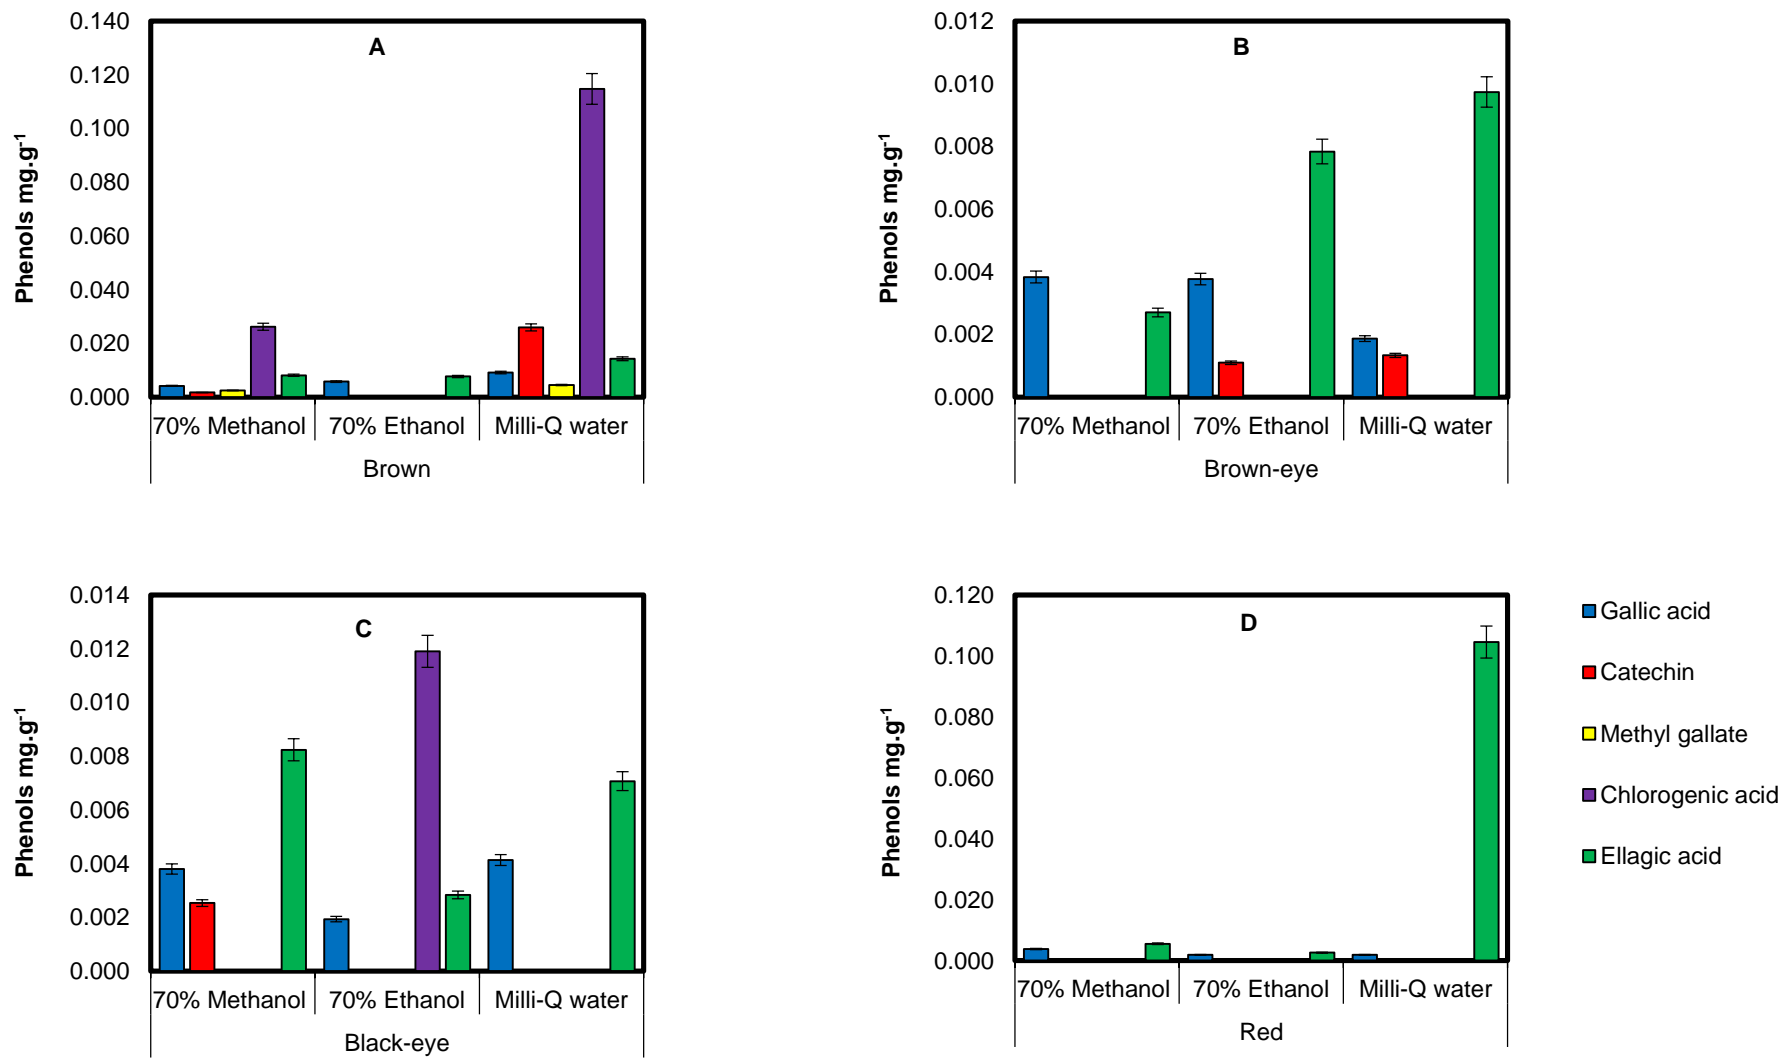 A
Phenols mg.g-1
0.140
0.120
0.100
0.080
0.060
0.040
0.020
0.000
70% Methanol
70% Ethanol
Milli-Q water
Brown
B
Phenols mg.g-1
0.012
0.010
0.008
0.006
0.004
0.002
0.000
70% Methanol
70% Ethanol
Milli-Q water
Brown-eye
C
Phenols mg.g-1
0.014
0.012
0.010
0.008
0.006
0.004
0.002
0.000
70% Methanol
70% Ethanol
Milli-Q water
Black-eye
D
Phenols mg.g-1
0.120
0.100
0.080
0.060
0.040
0.020
0.000
70% Methanol
70% Ethanol
Milli-Q water
Red
Gallic acid
Catechin
Methyl gallate
Chlorogenic acid
Ellagic acid